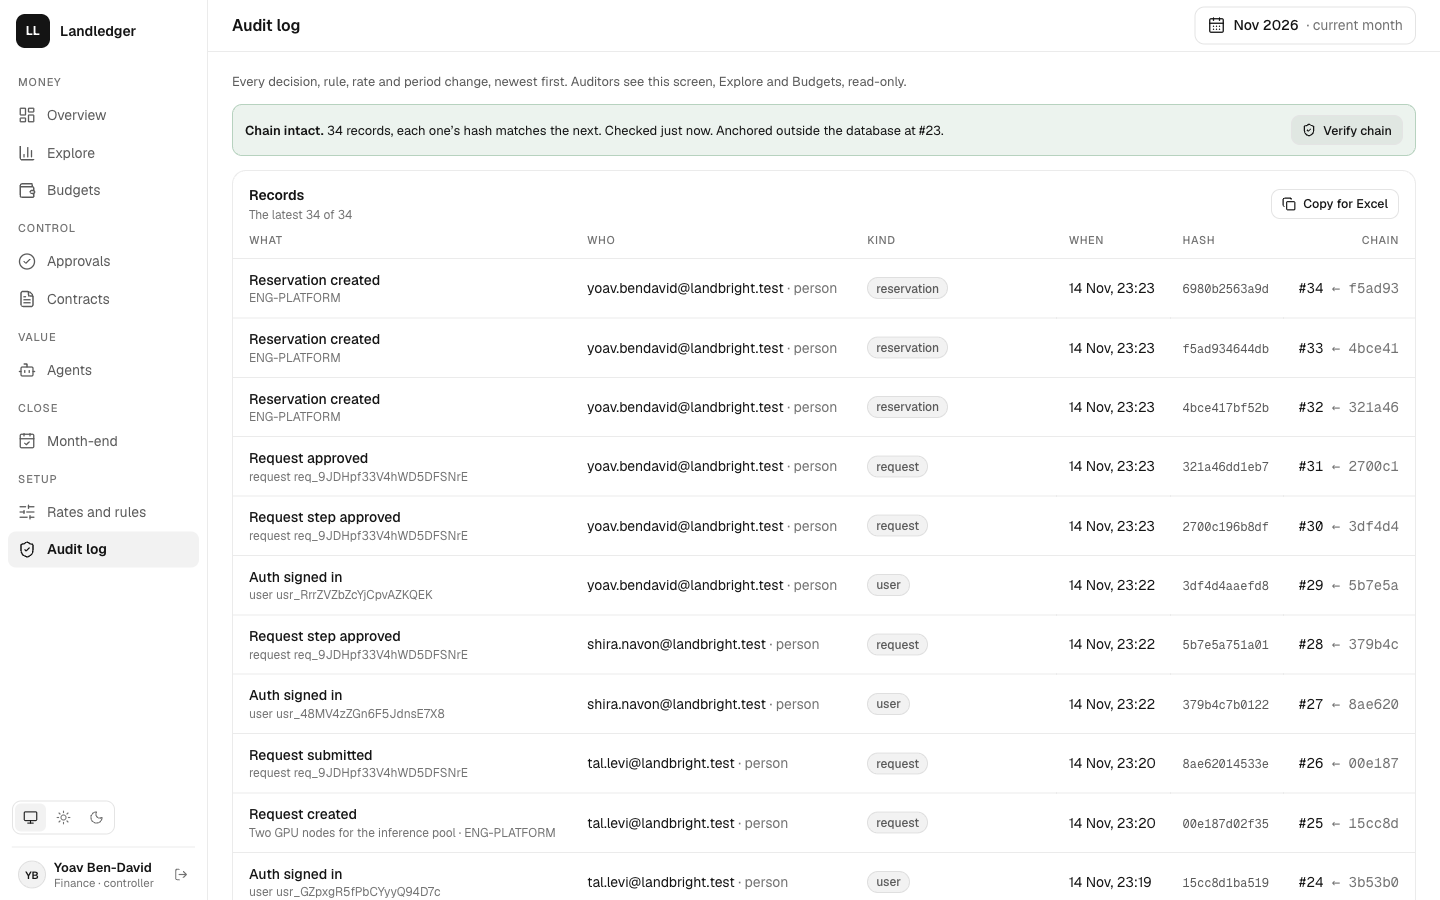 LL Landledger
MONEY
Overview
Explore
Budgets
CONTROL
Approvals
Contracts
VALUE
Agents
CLOSE
Month-end
SETUP
Rates and rules
Audit log
YB Yoav Ben-David
Finance · controller
Audit log
Nov 2026 · current month
Every decision, rule, rate and period change, newest first. Auditors see this screen, Explore and Budgets, read-only.
Chain intact. 34 records, each one's hash matches the next. Checked just now. Anchored outside the database at #23.
Verify chain
Records
The latest 34 of 34
Copy for Excel
WHAT WHO KIND WHEN HASH CHAIN
Reservation created
ENG-PLATFORM
yoav.bendavid@landbright.test · person reservation 14 Nov, 23:23 6980b2563a9d #34 ← f5ad93
Reservation created
ENG-PLATFORM
yoav.bendavid@landbright.test · person reservation 14 Nov, 23:23 f5ad934644db #33 ← 4bce41
Reservation created
ENG-PLATFORM
yoav.bendavid@landbright.test · person reservation 14 Nov, 23:23 4bce417bf52b #32 ← 321a46
Request approved
request req_9JDHpf33V4hWD5DFSNrE
yoav.bendavid@landbright.test · person request 14 Nov, 23:23 321a46dd1eb7 #31 ← 2700c1
Request step approved
request req_9JDHpf33V4hWD5DFSNrE
yoav.bendavid@landbright.test · person request 14 Nov, 23:23 2700c196b8df #30 ← 3df4d4
Auth signed in
user usr_RrrZVZbZcYjCpvAZKQEK
yoav.bendavid@landbright.test · person user 14 Nov, 23:22 3df4d4aaefd8 #29 ← 5b7e5a
Request step approved
request req_9JDHpf33V4hWD5DFSNrE
shira.navon@landbright.test · person request 14 Nov, 23:22 5b7e5a751a01 #28 ← 379b4c
Auth signed in
user usr_48MV4zZGn6F5JdnsE7X8
shira.navon@landbright.test · person user 14 Nov, 23:22 379b4c7b0122 #27 ← 8ae620
Request submitted
request req_9JDHpf33V4hWD5DFSNrE
tal.levi@landbright.test · person request 14 Nov, 23:20 8ae62014533e #26 ← 00e187
Request created
Two GPU nodes for the inference pool · ENG-PLATFORM
tal.levi@landbright.test · person request 14 Nov, 23:20 00e187d02f35 #25 ← 15cc8d
Auth signed in
user usr_GZpxgR5fPbCYyyQ94D7c
tal.levi@landbright.test · person user 14 Nov, 23:19 15cc8d1ba519 #24 ← 3b53b0